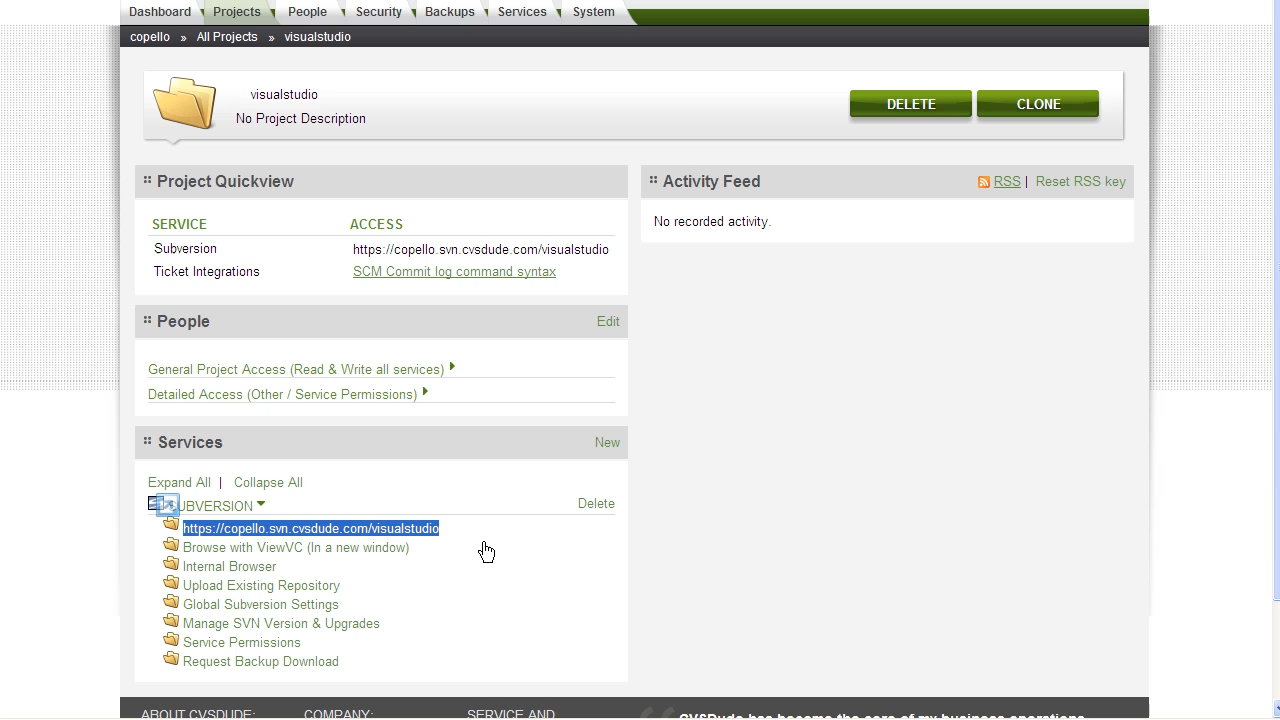 Dashboard Projects People Security Backups Services System
copello » All Projects » visualstudio
visualstudio
No Project Description
DELETE CLONE
Project Quickview
SERVICE ACCESS
Subversion https://copello.svn.cvsdude.com/visualstudio
Ticket Integrations SCM Commit log command syntax
People Edit
General Project Access (Read & Write all services)
Detailed Access (Other / Service Permissions)
Services New
Expand All | Collapse All
SUBVERSION Delete
https://copello.svn.cvsdude.com/visualstudio
Browse with ViewVC (In a new window)
Internal Browser
Upload Existing Repository
Global Subversion Settings
Manage SVN Version & Upgrades
Service Permissions
Request Backup Download
Activity Feed RSS | Reset RSS key
No recorded activity.
ABOUT CVSDUDE: COMPANY: SERVICE AND
CVSDude has become the core of my business operations